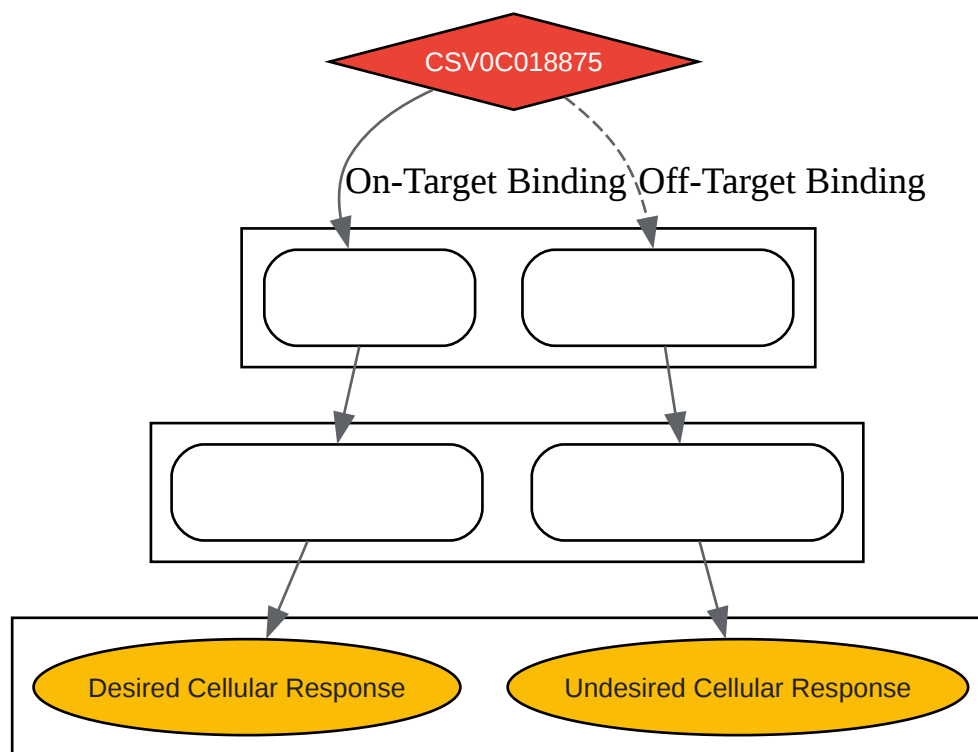 CSV0C018875
On-Target Binding
Off-Target Binding
Desired Cellular Response
Undesired Cellular Response